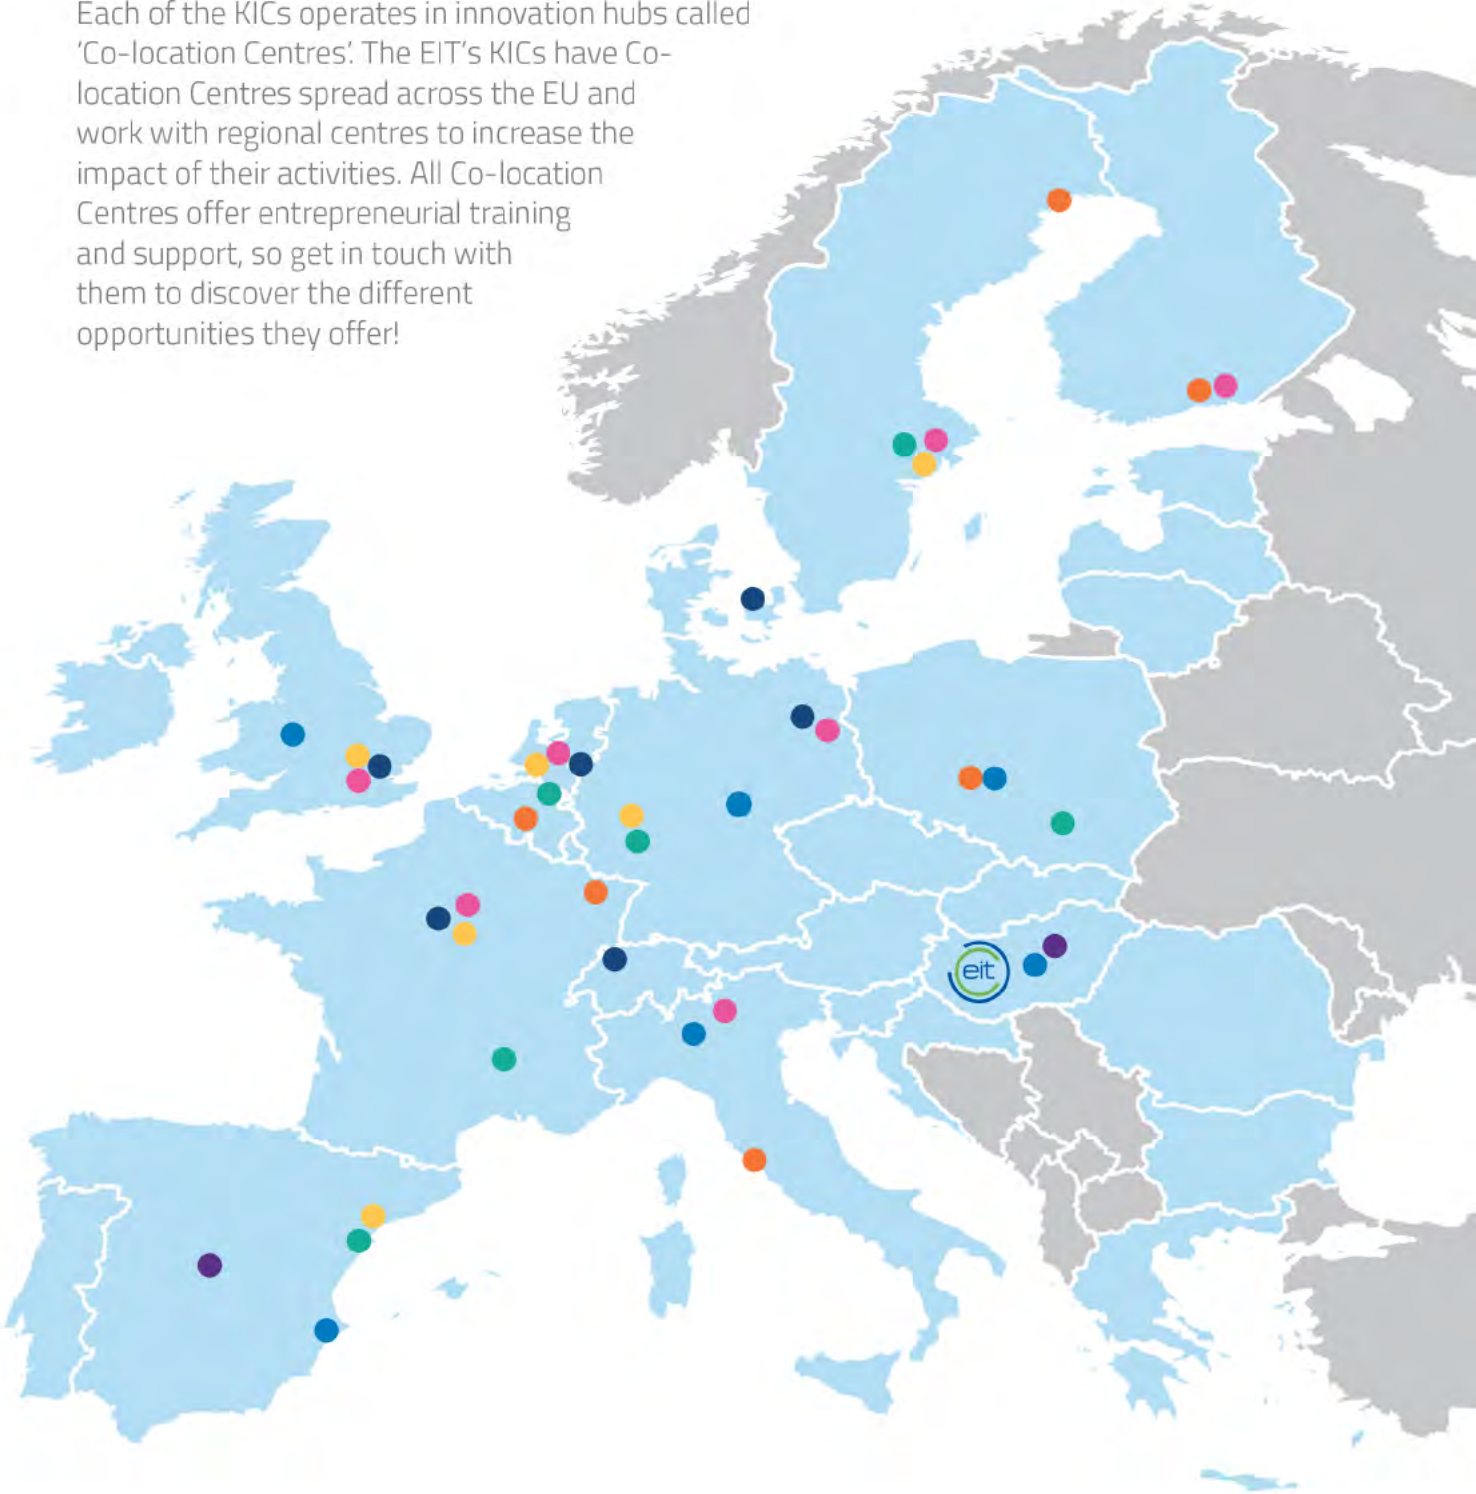 Each of the KICs operates in innovation hubs called
‘Co-location Centres’. The EIT’s KICs have Co-
location Centres spread across the EU and
work with regional centres to increase the
impact of their activities. All Co-location
Centres offer entrepreneurial training
and support, so get in touch with
them to discover the different
opportunities they offer!
eit